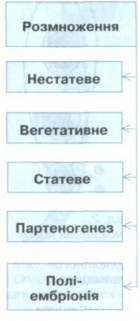 Розмноження
Нестатеве
Вегетативне
Статеве
Партеногенез
Полі-
ембріонія